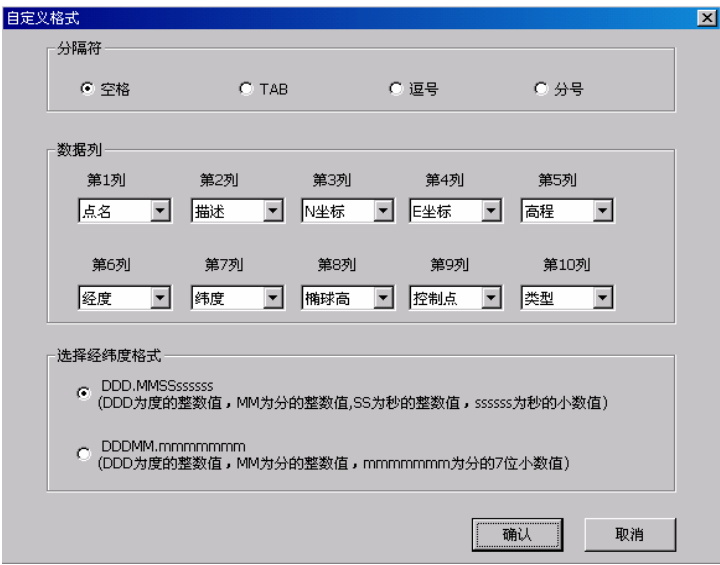 自定义格式
分隔符
空格 TAB 逗号 分号
数据列
第1列 第2列 第3列 第4列 第5列
点名 描述 N坐标 E坐标 高程
第6列 第7列 第8列 第9列 第10列
经度 纬度 椭球高 控制点 类型
选择经纬度格式
DDD.MMSSssssss
(DDD为度的整数值，MM为分的整数值,SS为秒的整数值，ssssss为秒的小数值)
DDDMM.mmmmmmm
(DDD为度的整数值，MM为分的整数值，mmmmmmm为分的7位小数值)
确认 取消